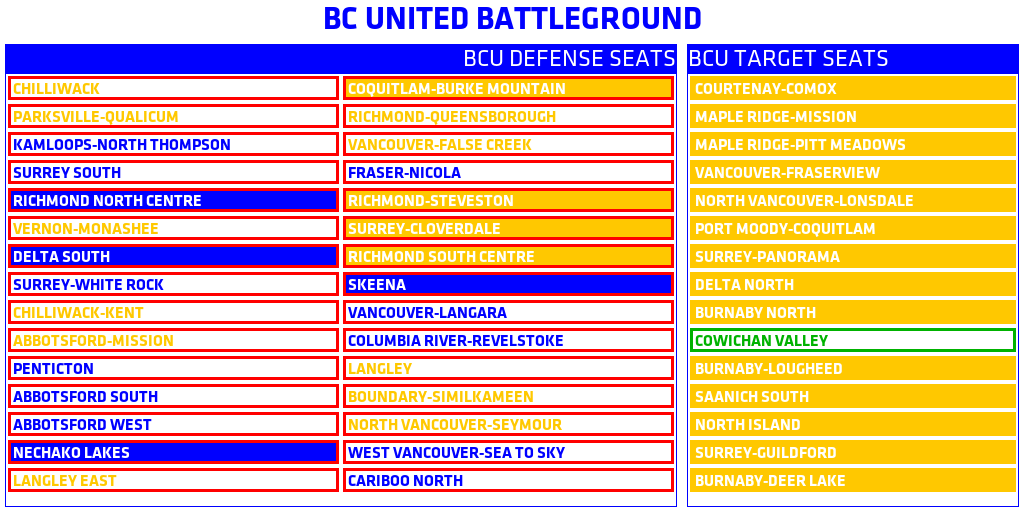 BC UNITED BATTLEGROUND
BCU DEFENSE SEATS
CHILLIWACK
PARKSVILLE-QUALICUM
KAMLOOPS-NORTH THOMPSON
SURREY SOUTH
RICHMOND NORTH CENTRE
VERNON-MONASHEE
DELTA SOUTH
SURREY-WHITE ROCK
CHILLIWACK-KENT
ABBOTSFORD-MISSION
PENTICTON
ABBOTSFORD SOUTH
ABBOTSFORD WEST
NECHAKO LAKES
LANGLEY EAST
COQUITLAM-BURKE MOUNTAIN
RICHMOND-QUEENSBOROUGH
VANCOUVER-FALSE CREEK
FRASER-NICOLA
RICHMOND-STEVESTON
SURREY-CLOVERDALE
RICHMOND SOUTH CENTRE
SKEENA
VANCOUVER-LANGARA
COLUMBIA RIVER-REVELSTOKE
LANGLEY
BOUNDARY-SIMILKAMEEN
NORTH VANCOUVER-SEYMOUR
WEST VANCOUVER-SEA TO SKY
CARIBOO NORTH
BCU TARGET SEATS
COURTENAY-COMOX
MAPLE RIDGE-MISSION
MAPLE RIDGE-PITT MEADOWS
VANCOUVER-FRASERVIEW
NORTH VANCOUVER-LONSDALE
PORT MOODY-COQUITLAM
SURREY-PANORAMA
DELTA NORTH
BURNABY NORTH
COWICHAN VALLEY
BURNABY-LOUGHEED
SAANICH SOUTH
NORTH ISLAND
SURREY-GUILDFORD
BURNABY-DEER LAKE